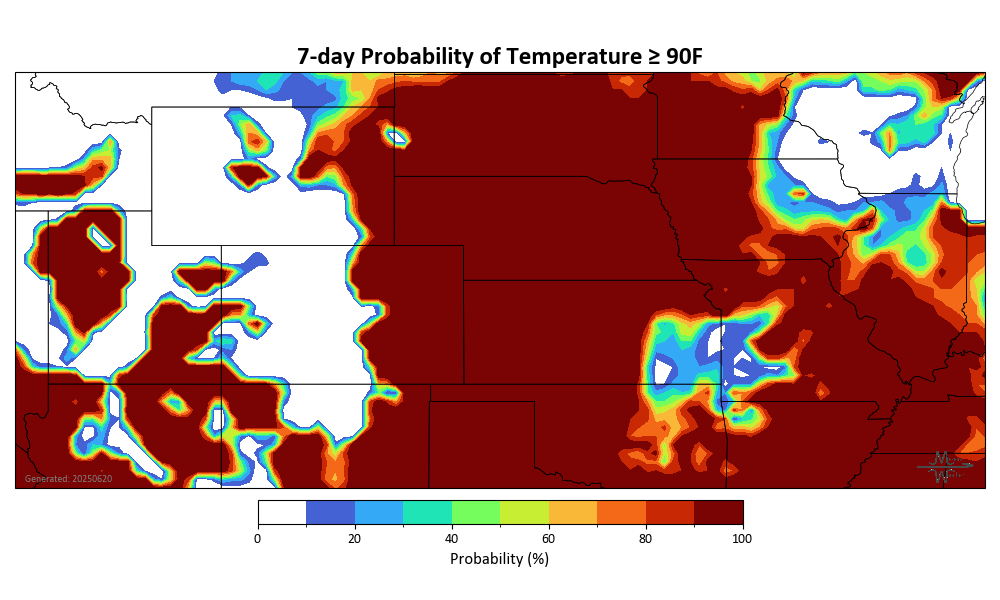 7-day Probability of Temperature ≥ 90F
Generated: 20250620
0 20 40 60 80 100
Probability (%)